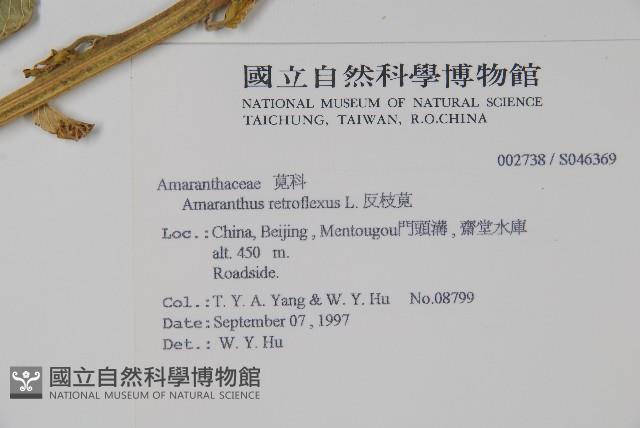 國立自然科學博物館
NATIONAL MUSEUM OF NATURAL SCIENCE
TAICHUNG, TAIWAN, R.O.CHINA
002738 / S046369
Amaranthaceae 莧科
Amaranthus retroflexus L. 反枝莧
Loc.: China, Beijing , Mentougou門頭溝 , 齋堂水庫
alt. 450 m.
Roadside.
Col.: T. Y. A. Yang & W. Y. Hu No.08799
Date: September 07 , 1997
Det.: W. Y. Hu
國立自然科學博物館
NATIONAL MUSEUM OF NATURAL SCIENCE